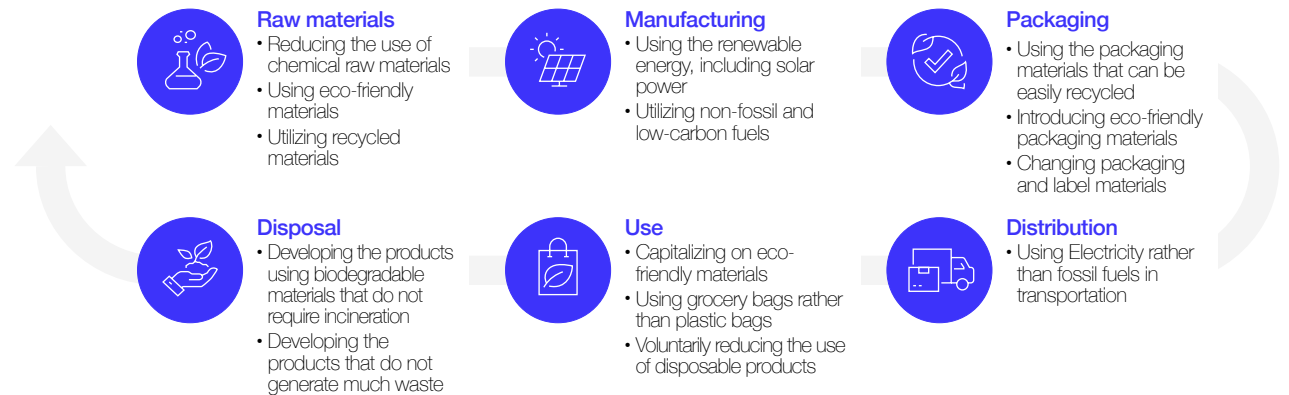 Raw materials
• Reducing the use of
chemical raw materials
• Using eco-friendly
materials
• Utilizing recycled
materials
Manufacturing
• Using the renewable
energy, including solar
power
• Utilizing non-fossil and
low-carbon fuels
Packaging
• Using the packaging
materials that can be
easily recycled
• Introducing eco-friendly
packaging materials
• Changing packaging
and label materials
Disposal
• Developing the products
using biodegradable
materials that do not
require incineration
• Developing the
products that do not
generate much waste
Use
• Capitalizing on eco-
friendly materials
• Using grocery bags rather
than plastic bags
• Voluntarily reducing the use
of disposable products
Distribution
• Using Electricity rather
than fossil fuels in
transportation